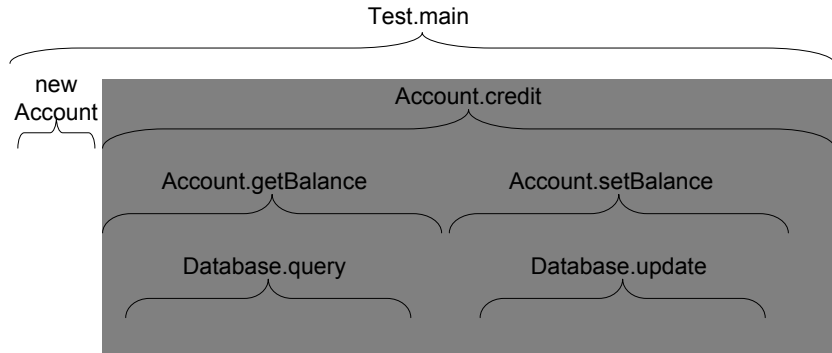 Test.main
new
Account
Account.credit
Account.getBalance
Account.setBalance
Database.query
Database.update